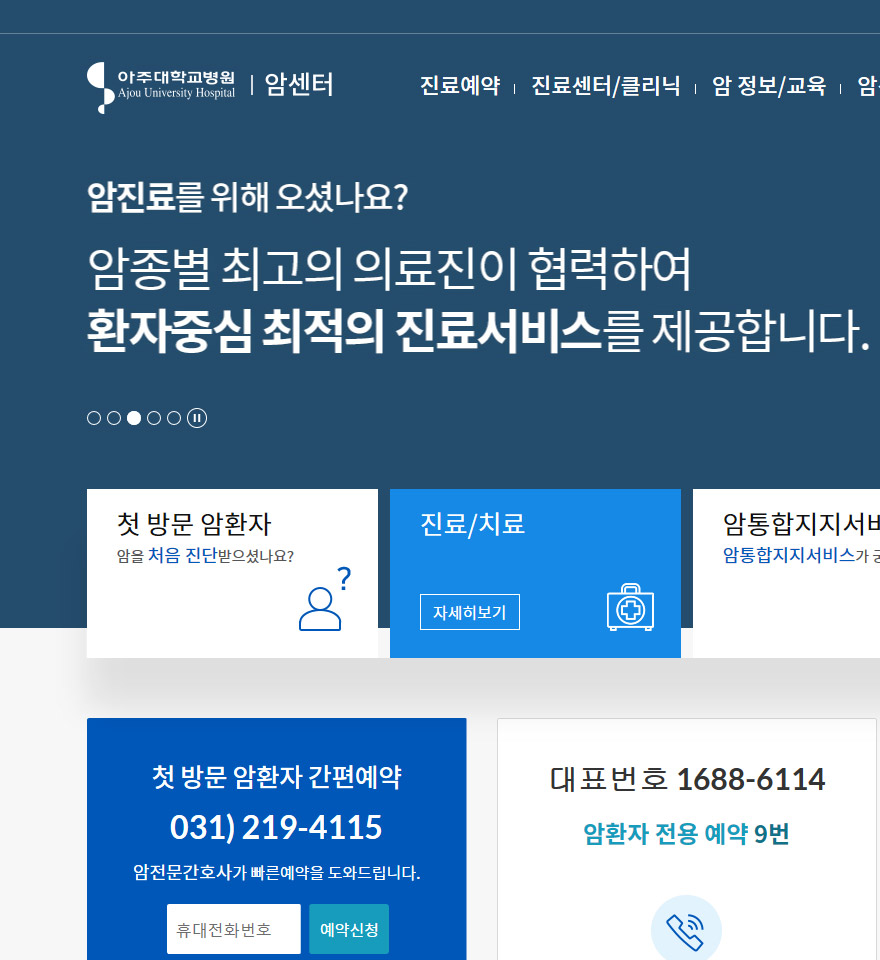 아주대학교병원
Ajou University Hospital
암센터
진료예약
진료센터/클리닉
암 정보/교육
암진료를 위해 오셨나요?
암종별 최고의 의료진이 협력하여
환자중심 최적의 진료서비스를 제공합니다.
첫 방문 암환자
암을 처음 진단받으셨나요?
?
진료/치료
자세히보기
암통합지지서비
암통합지지서비스가
첫 방문 암환자 간편예약
031) 219-4115
암전문간호사가 빠른예약을 도와드립니다.
휴대전화번호
예약신청
대표번호 1688-6114
암환자 전용 예약 9번